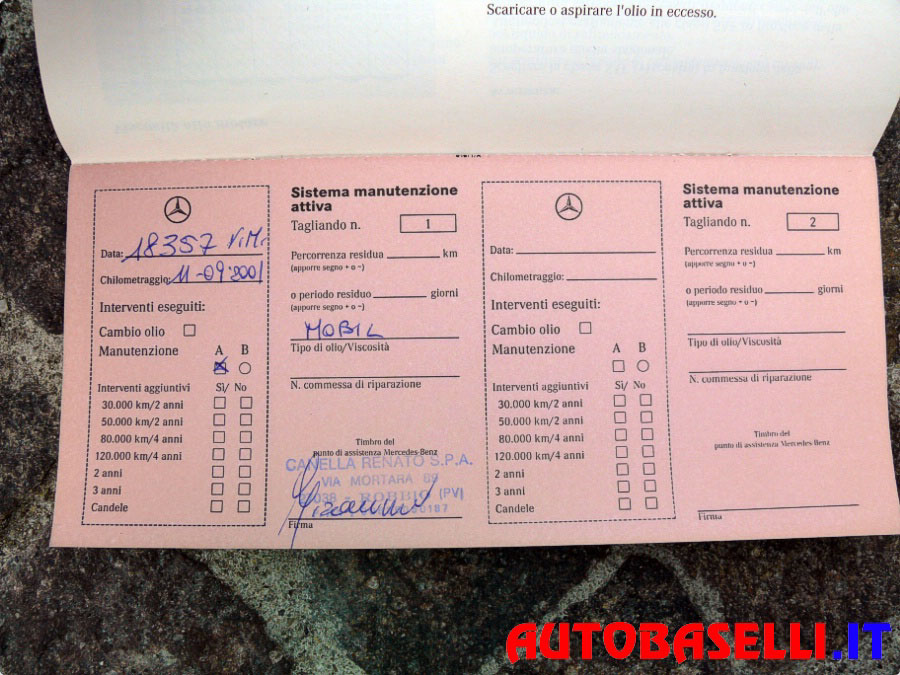 Scaricare o aspirare l'olio in eccesso.
Data: 18357
Chilometraggio: 11-09-2001
Interventi eseguiti:
Cambio olio
Manutenzione A B
Interventi aggiuntivi Si/ No
30.000 km/2 anni
50.000 km/2 anni
80.000 km/4 anni
120.000 km/4 anni
2 anni
3 anni
Candele
Sistema manutenzione
attiva
Tagliando n. 1
Percorrenza residua km
(apporre segno + o -)
o periodo residuo giorni
(apporre segno + o -)
MOBIL
Tipo di olio/Viscosità
N. commessa di riparazione
Timbro del
punto di assistenza Mercedes-Benz
CANELLA RENATO S.P.A.
VIA MORTARA 69
ROBBIO (PV)
Firma
Data:
Chilometraggio:
Interventi eseguiti:
Cambio olio
Manutenzione A B
Interventi aggiuntivi Si/ No
30.000 km/2 anni
50.000 km/2 anni
80.000 km/4 anni
120.000 km/4 anni
2 anni
3 anni
Candele
Sistema manutenzione
attiva
Tagliando n. 2
Percorrenza residua km
(apporre segno + o -)
o periodo residuo giorni
(apporre segno + o -)
Tipo di olio/Viscosità
N. commessa di riparazione
Timbro del
punto di assistenza Mercedes-Benz
Firma
AUTOBASELLI.IT